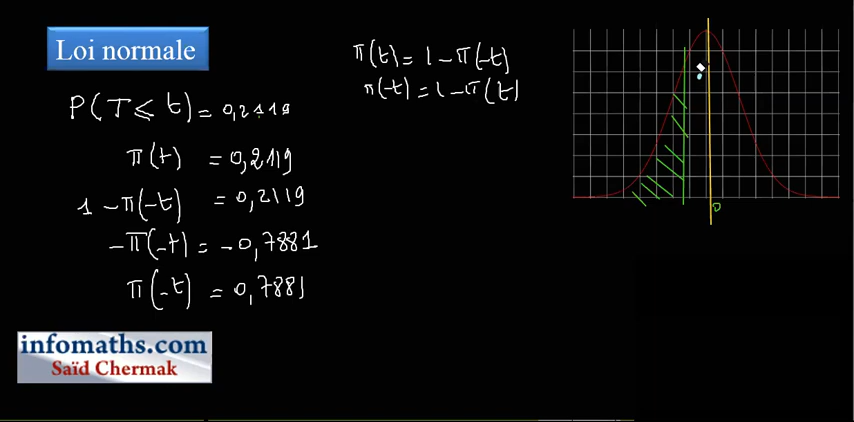 Loi normale
P(T ≤ t) = 0,2119
π(t) = 0,2119
1 - π(-t) = 0,2119
- π(-t) = - 0,7881
π(-t) = 0,7881
π(t) = 1 - π(-t)
π(-t) = 1 - π(t)
0
infomaths.com
Saïd Chermak